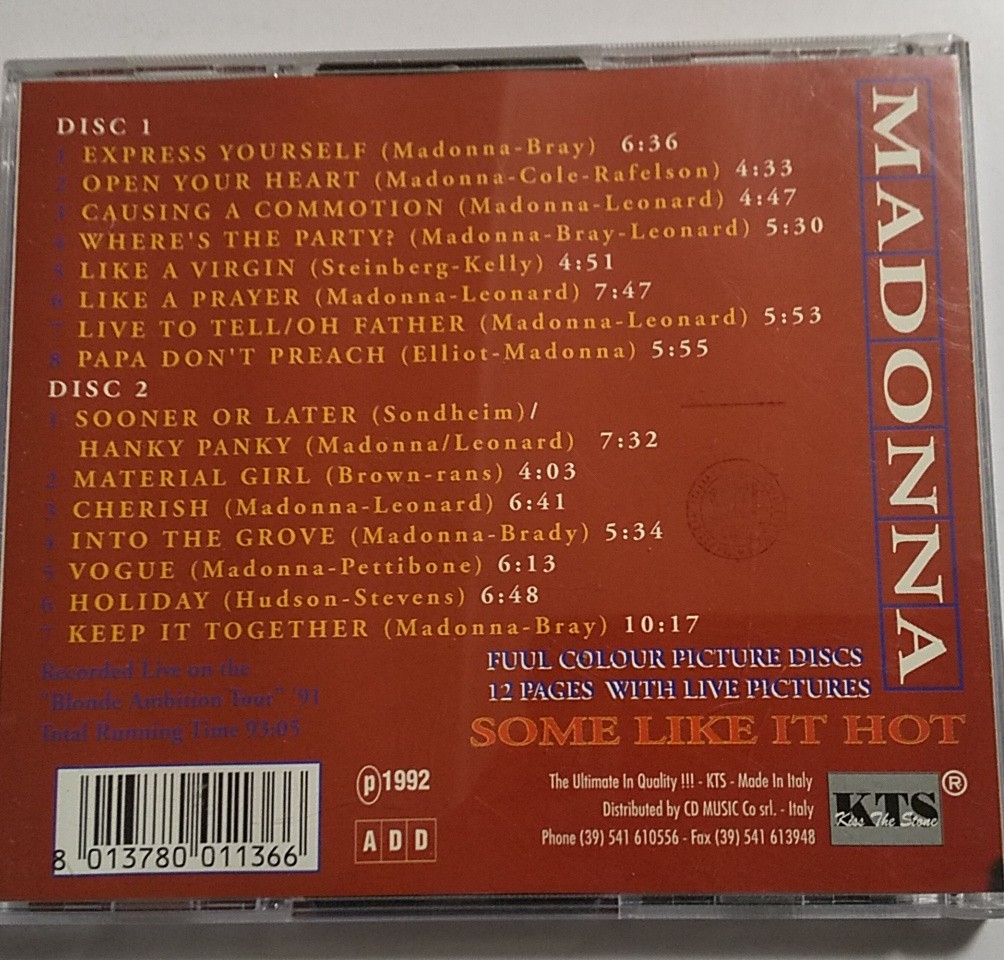 DISC 1
1 EXPRESS YOURSELF (Madonna-Bray) 6:36
2 OPEN YOUR HEART (Madonna-Cole-Rafelson) 4:33
3 CAUSING A COMMOTION (Madonna-Leonard) 4:47
4 WHERE'S THE PARTY? (Madonna-Bray-Leonard) 5:30
5 LIKE A VIRGIN (Steinberg-Kelly) 4:51
6 LIKE A PRAYER (Madonna-Leonard) 7:47
7 LIVE TO TELL/OH FATHER (Madonna-Leonard) 5:53
8 PAPA DON'T PREACH (Elliot-Madonna) 5:55
DISC 2
1 SOONER OR LATER (Sondheim)/
HANKY PANKY (Madonna/Leonard) 7:32
2 MATERIAL GIRL (Brown-rans) 4:03
3 CHERISH (Madonna-Leonard) 6:41
4 INTO THE GROVE (Madonna-Brady) 5:34
5 VOGUE (Madonna-Pettibone) 6:13
6 HOLIDAY (Hudson-Stevens) 6:48
7 KEEP IT TOGETHER (Madonna-Bray) 10:17
MADONNA
Recorded Live on the
"Blonde Ambition Tour" '91
Total Running Time 93:05
FUUL COLOUR PICTURE DISCS
12 PAGES WITH LIVE PICTURES
SOME LIKE IT HOT
8 013780 011366
℗1992
ADD
The Ultimate In Quality !!! - KTS - Made In Italy
Distributed by CD MUSIC Co srl. - Italy
Phone (39) 541 610556 - Fax (39) 541 613948
KTS®
Kiss The Stone